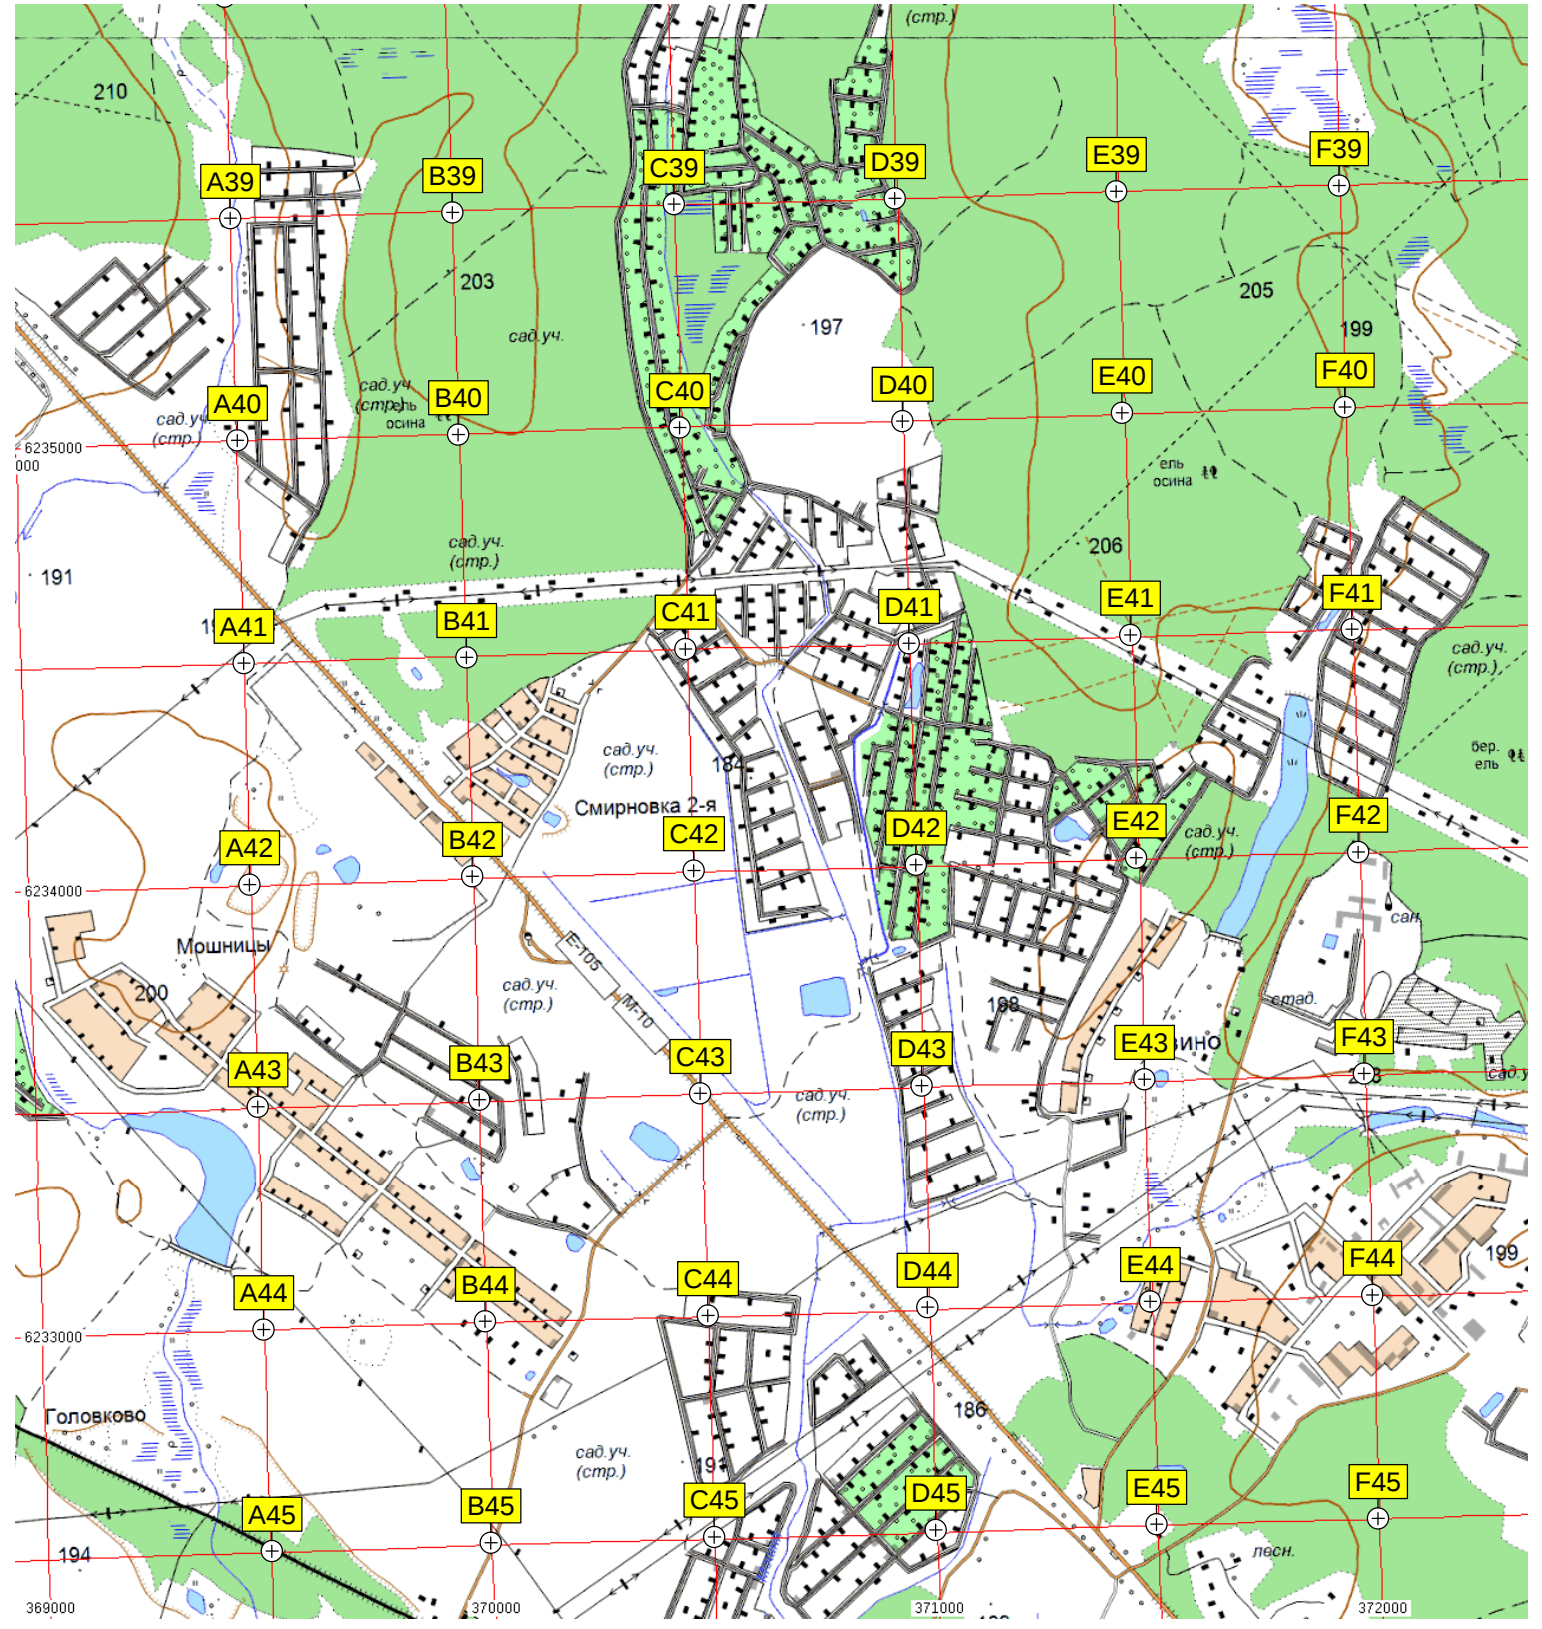 (стр.)
210
F39
E39
D39
C39
B39
A39
203
205
197
199
сад.уч.
F40
E40
D40
C40
B40
A40
сад.уч.
(стр.)
ель
осина
(стр.)
6235000
000
ель
осина
206
сад.уч.
(стр.)
191
F41
E41
D41
C41
B41
A41
сад.уч.
(стр.)
сад.уч.
(стр.)
184
бер.
ель
Смирновка 2-я
F42
E42
D42
C42
B42
A42
сад.уч.
(стр.)
6234000
сан.
Мошницы
E-105
200
сад.уч.
(стр.)
М-10
198
стад.
F43
E43
D43
C43
B43
A43
сад.уч.
(стр.)
F44
E44
D44
C44
B44
A44
199
6233000
186
Головково
сад.уч.
(стр.)
191
F45
E45
D45
C45
B45
A45
194
лесн.
369000
370000
371000
372000